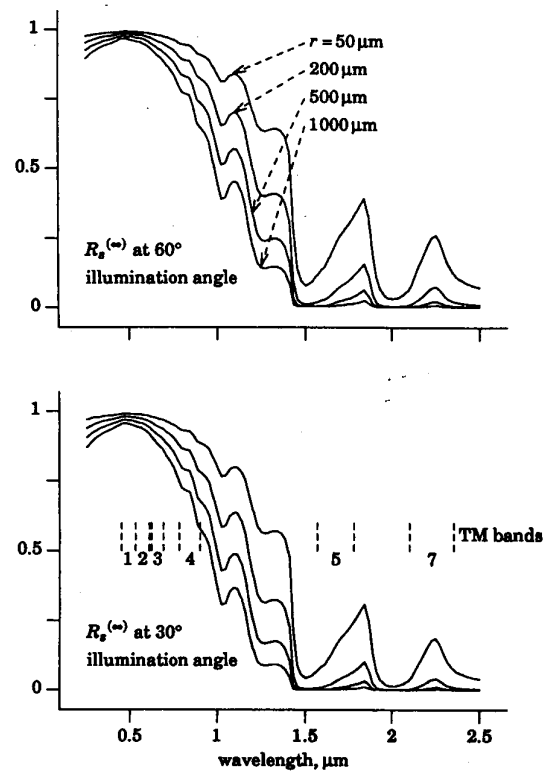 1
r = 50 μm
200 μm
500 μm
1000 μm
0.5
R_s^(∞) at 60°
illumination angle
0
1
TM bands
1 2 3 4 5 7
0.5
R_s^(∞) at 30°
illumination angle
0
0.5 1 1.5 2 2.5
wavelength, μm